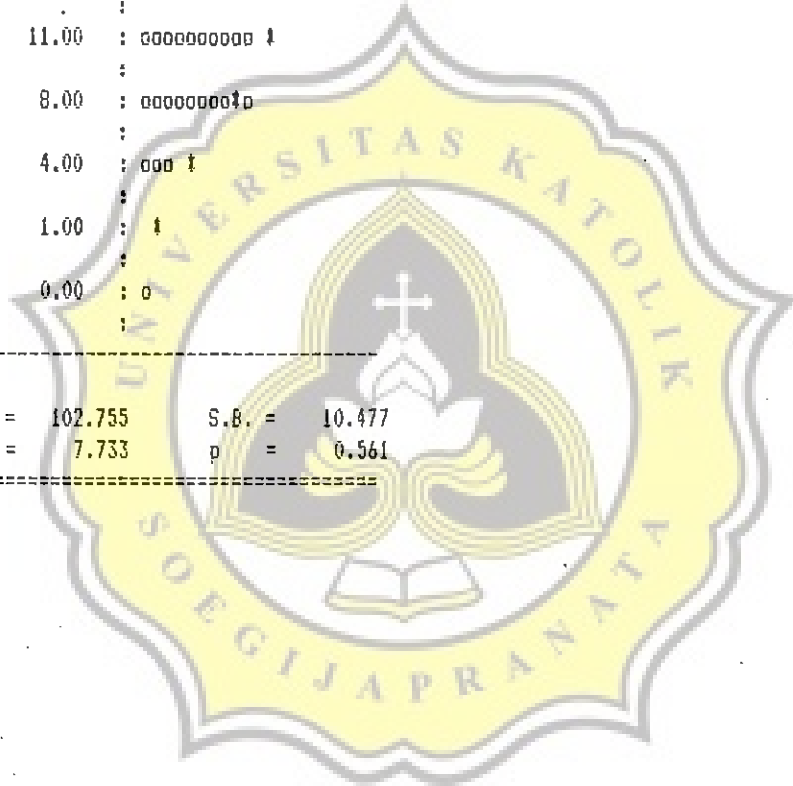 :
11.00 : oooooooooo *
:
8.00 : oooooooo*o
:
4.00 : ooo *
:
1.00 : *
:
0.00 : o
:
------------------------------
= 102.755 S.B. = 10.477
= 7.733 p = 0.561
==============================
UNIVERSITAS KATOLIK
SOEGIJAPRANATA